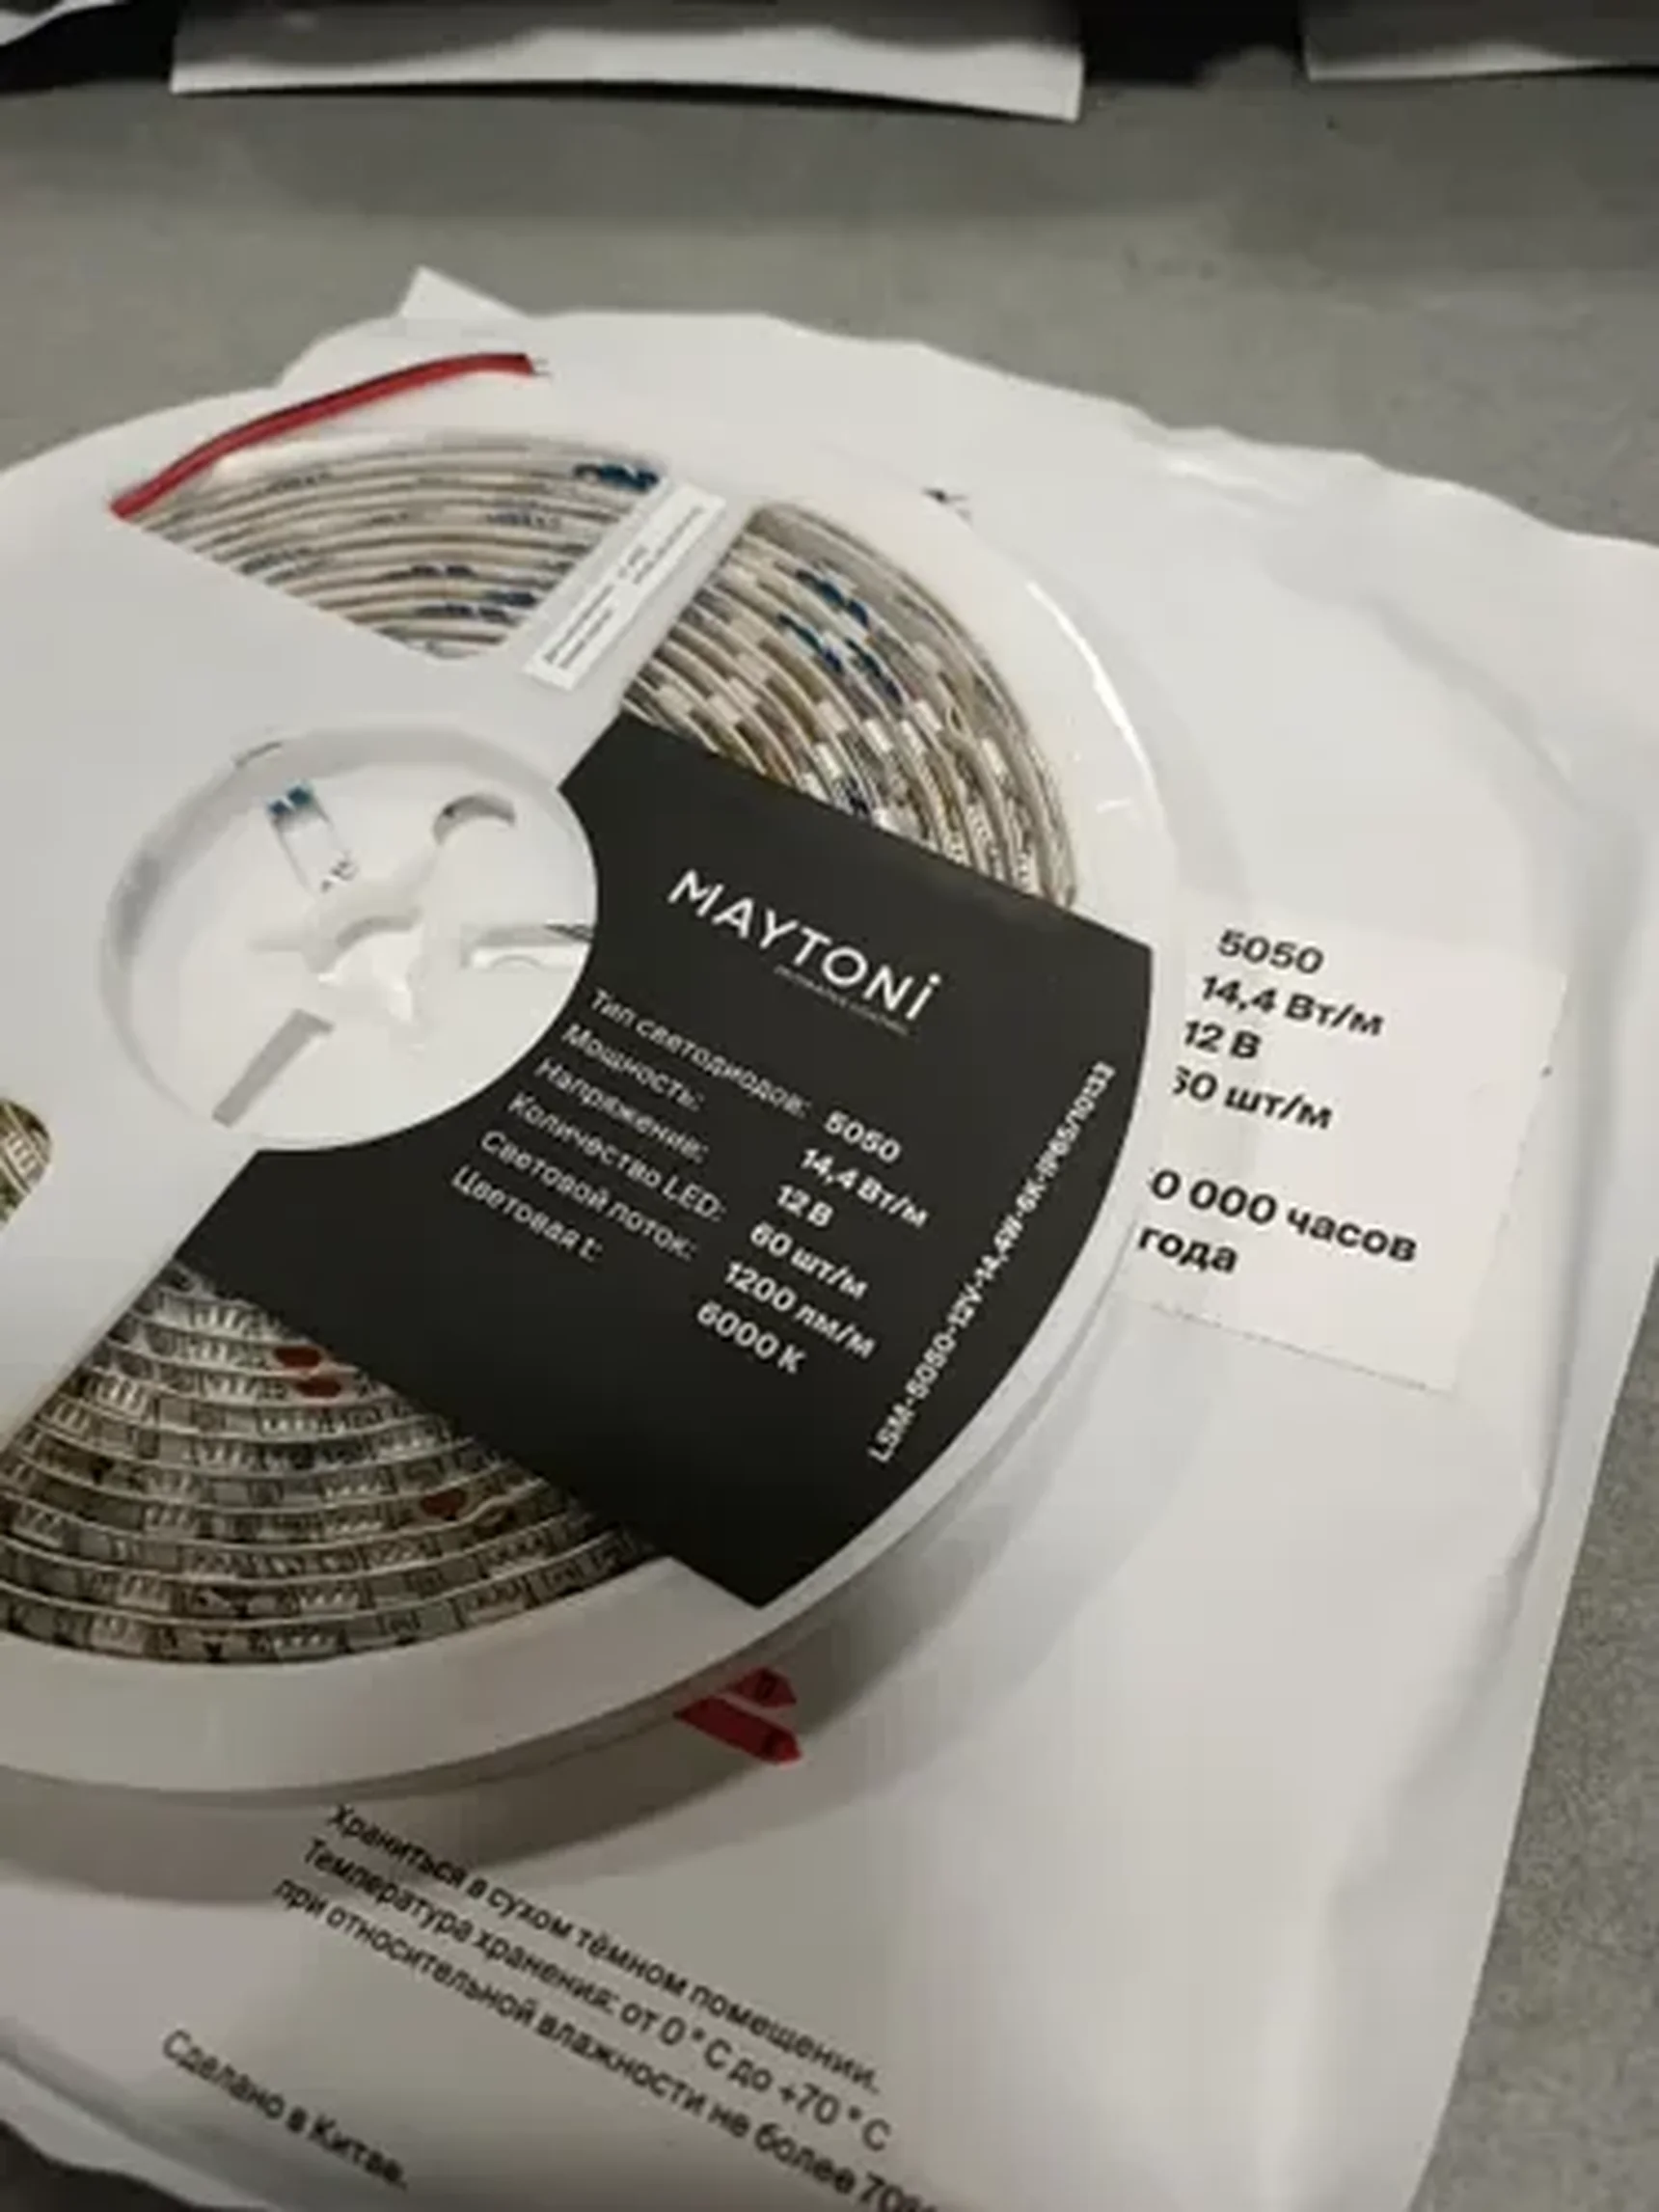 MAYTONI
Тип светодиодов: 5050
Мощность: 14,4 Вт/м
Напряжение: 12 В
Количество LED: 60 шт/м
Световой поток: 1200 лм/м
Цветовая t: 6000 K
LSM-5050-12V-14,4W-6K-IP65/10133
5050
14,4 Вт/м
12 В
60 шт/м
0 000 часов
года
Храниться в сухом тёмном помещении.
Температура хранения: от 0 °C до +70 °C
при относительной влажности не более 70%
Сделано в Китае.